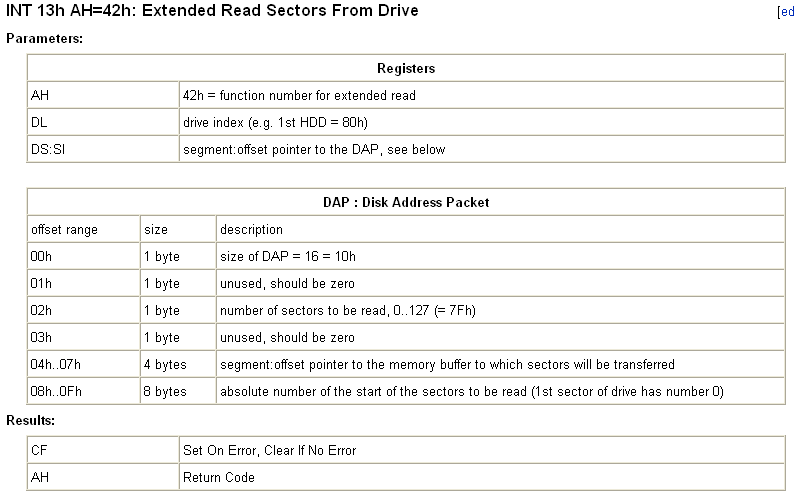 INT 13h AH=42h: Extended Read Sectors From Drive [ed
Parameters:
Registers
AH 42h = function number for extended read
DL drive index (e.g. 1st HDD = 80h)
DS:SI segment:offset pointer to the DAP, see below
DAP : Disk Address Packet
offset range size description
00h 1 byte size of DAP = 16 = 10h
01h 1 byte unused, should be zero
02h 1 byte number of sectors to be read, 0..127 (= 7Fh)
03h 1 byte unused, should be zero
04h..07h 4 bytes segment:offset pointer to the memory buffer to which sectors will be transferred
08h..0Fh 8 bytes absolute number of the start of the sectors to be read (1st sector of drive has number 0)
Results:
CF Set On Error, Clear If No Error
AH Return Code